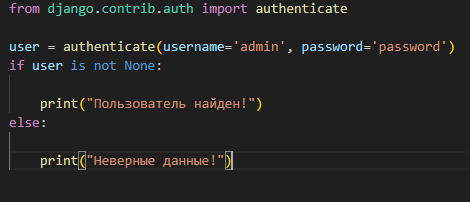 from django.contrib.auth import authenticate
user = authenticate(username='admin', password='password')
if user is not None:
print("Пользователь найден!")
else:
print("Неверные данные!")